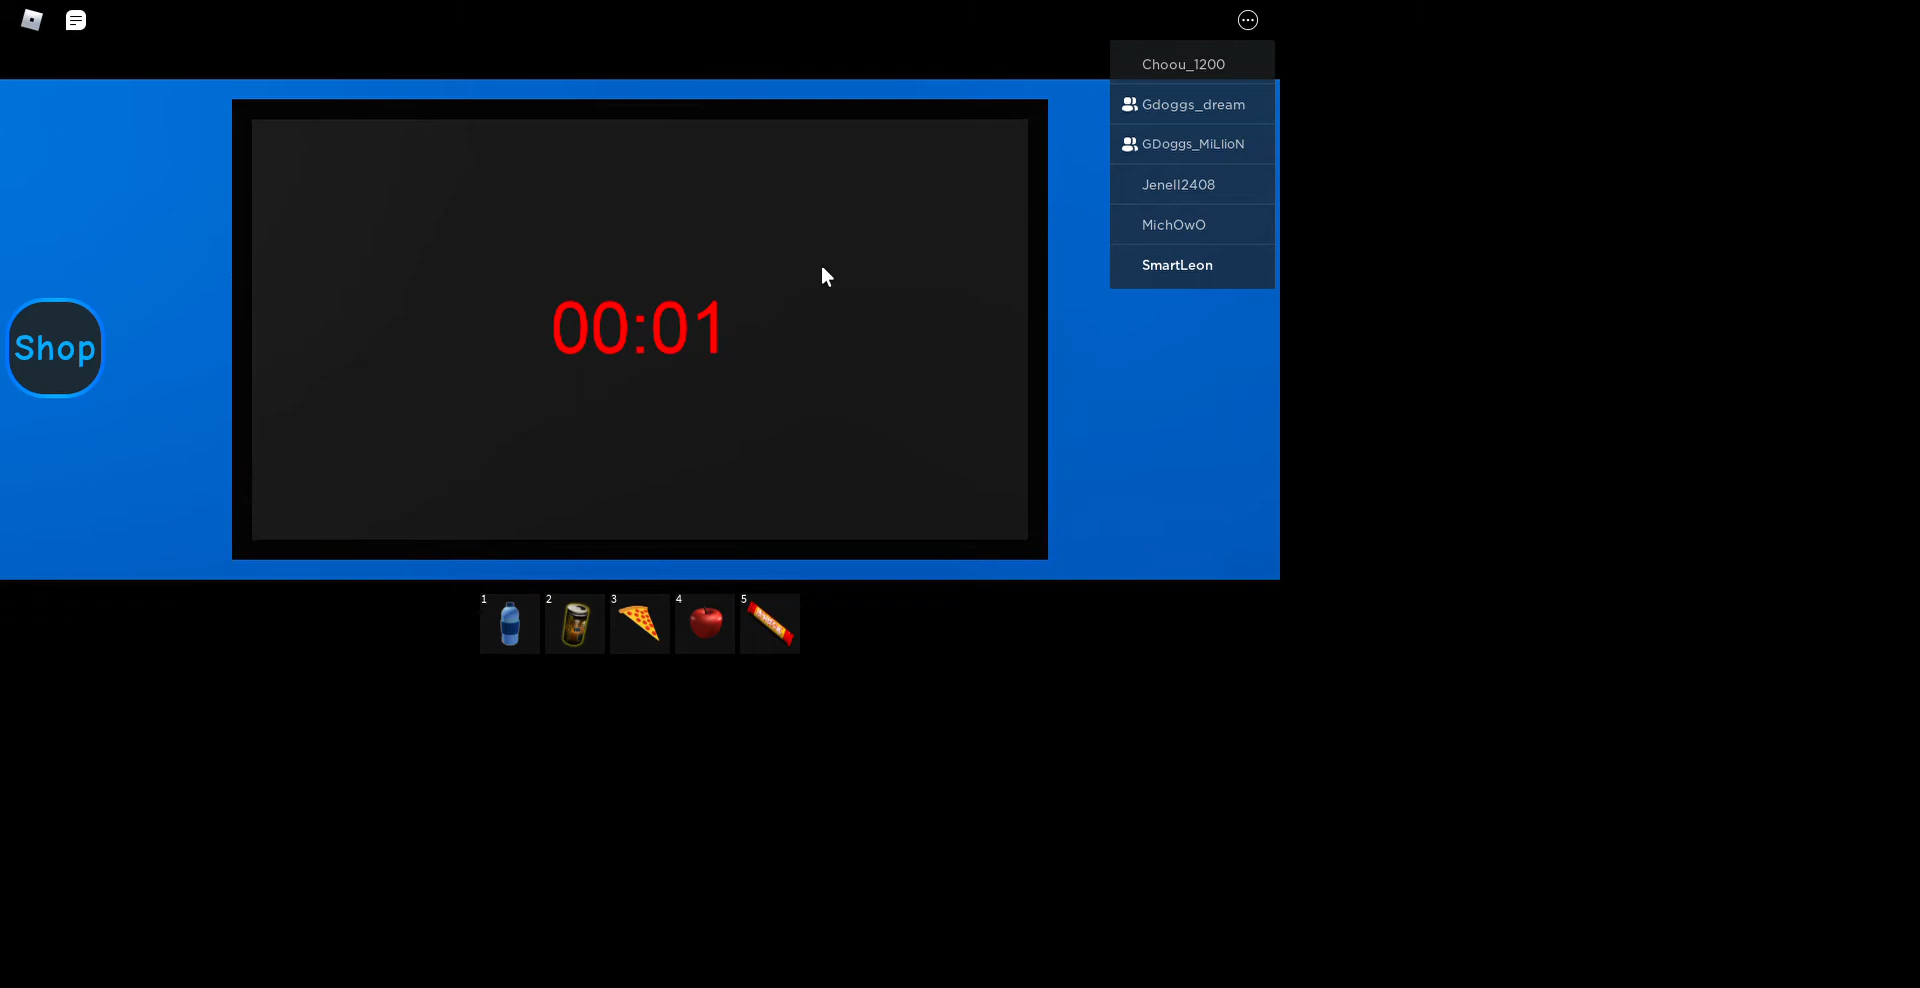 Choou_1200
Gdoggs_dream
GDoggs_MiLlioN
Jenell2408
MichOwO
SmartLeon
00:01
Shop
1 2 3 4 5